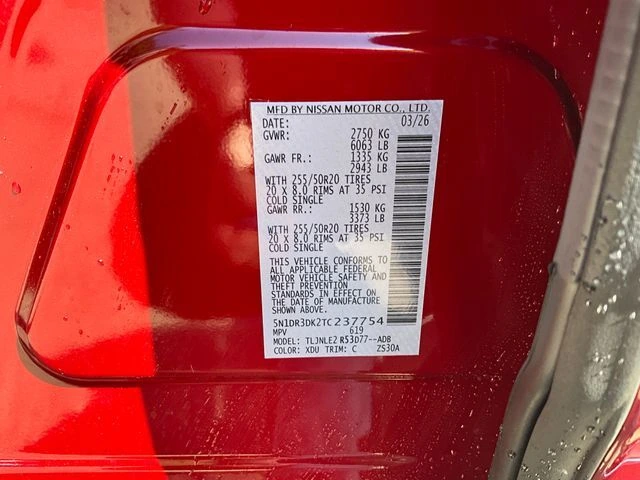 MFD BY NISSAN MOTOR CO., LTD.
DATE: 03/26
GVWR: 2750 KG
6063 LB
GAWR FR.: 1335 KG
2943 LB
WITH 255/50R20 TIRES
20 X 8.0 RIMS AT 35 PSI
COLD SINGLE
GAWR RR.: 1530 KG
3373 LB
WITH 255/50R20 TIRES
20 X 8.0 RIMS AT 35 PSI
COLD SINGLE
THIS VEHICLE CONFORMS TO
ALL APPLICABLE FEDERAL
MOTOR VEHICLE SAFETY AND
THEFT PREVENTION
STANDARDS IN EFFECT ON
THE DATE OF MANUFACTURE
SHOWN ABOVE.
5N1DR3DK2TC237754
MPV 619
MODEL: TLJNLEZ R53D77--ADB
COLOR: XDU TRIM: C ZS30A